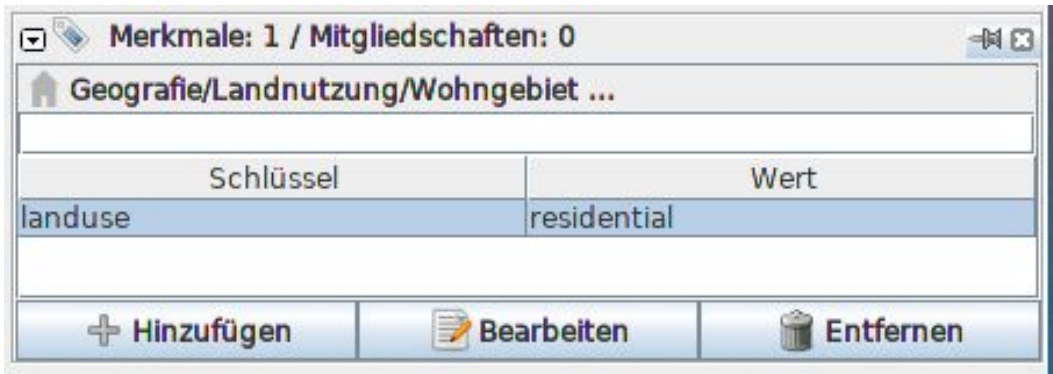 Merkmale: 1 / Mitgliedschaften: 0
Geografie/Landnutzung/Wohngebiet ...
Schlüssel Wert
landuse residential
Hinzufügen Bearbeiten Entfernen